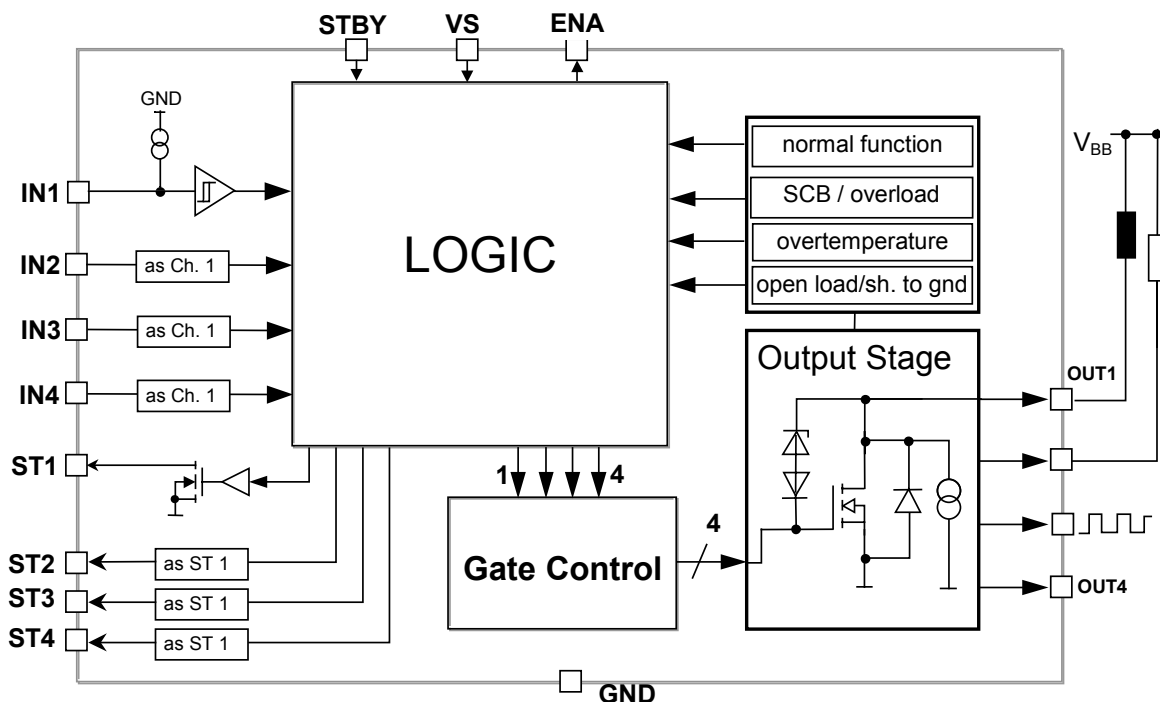 STBY VS ENA
GND
IN1
IN2 as Ch. 1
IN3 as Ch. 1
IN4 as Ch. 1
LOGIC
normal function
SCB / overload
overtemperature
open load/sh. to gnd
VBB
ST1
ST2 as ST 1
ST3 as ST 1
ST4 as ST 1
1 4
Gate Control
4
Output Stage
OUT1
OUT4
GND